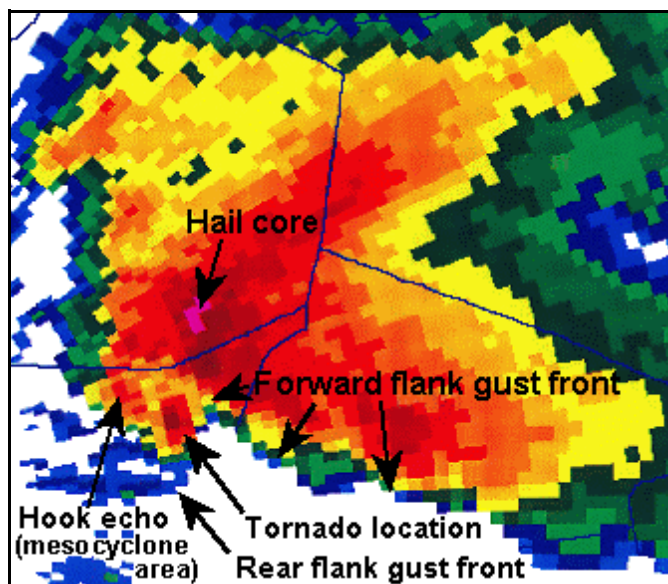 Hail core
Forward flank gust front
Hook echo
(mesocyclone
area)
Tornado location
Rear flank gust front